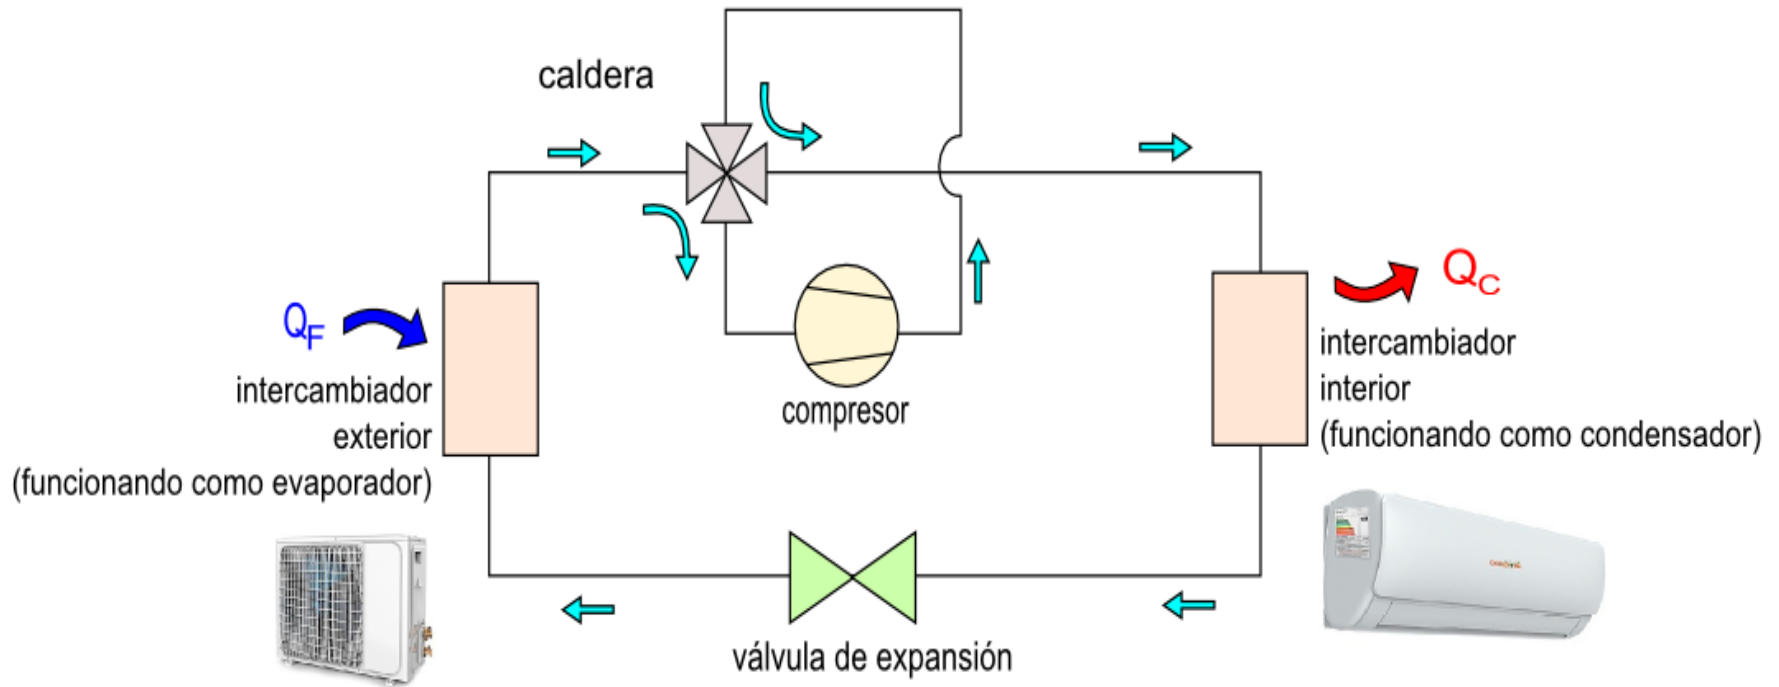 caldera
Q_F
intercambiador
exterior
(funcionando como evaporador)
compresor
Q_C
intercambiador
interior
(funcionando como condensador)
válvula de expansión